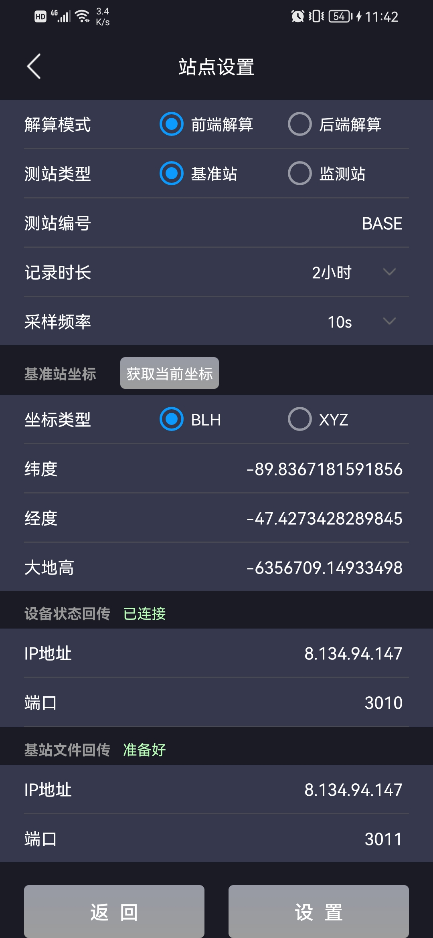 HD 4G 3.4 K/s 54 11:42
站点设置
解算模式 前端解算 后端解算
测站类型 基准站 监测站
测站编号 BASE
记录时长 2小时
采样频率 10s
基准站坐标 获取当前坐标
坐标类型 BLH XYZ
纬度 -89.8367181591856
经度 -47.4273428289845
大地高 -6356709.14933498
设备状态回传 已连接
IP地址 8.134.94.147
端口 3010
基站文件回传 准备好
IP地址 8.134.94.147
端口 3011
返 回 设 置